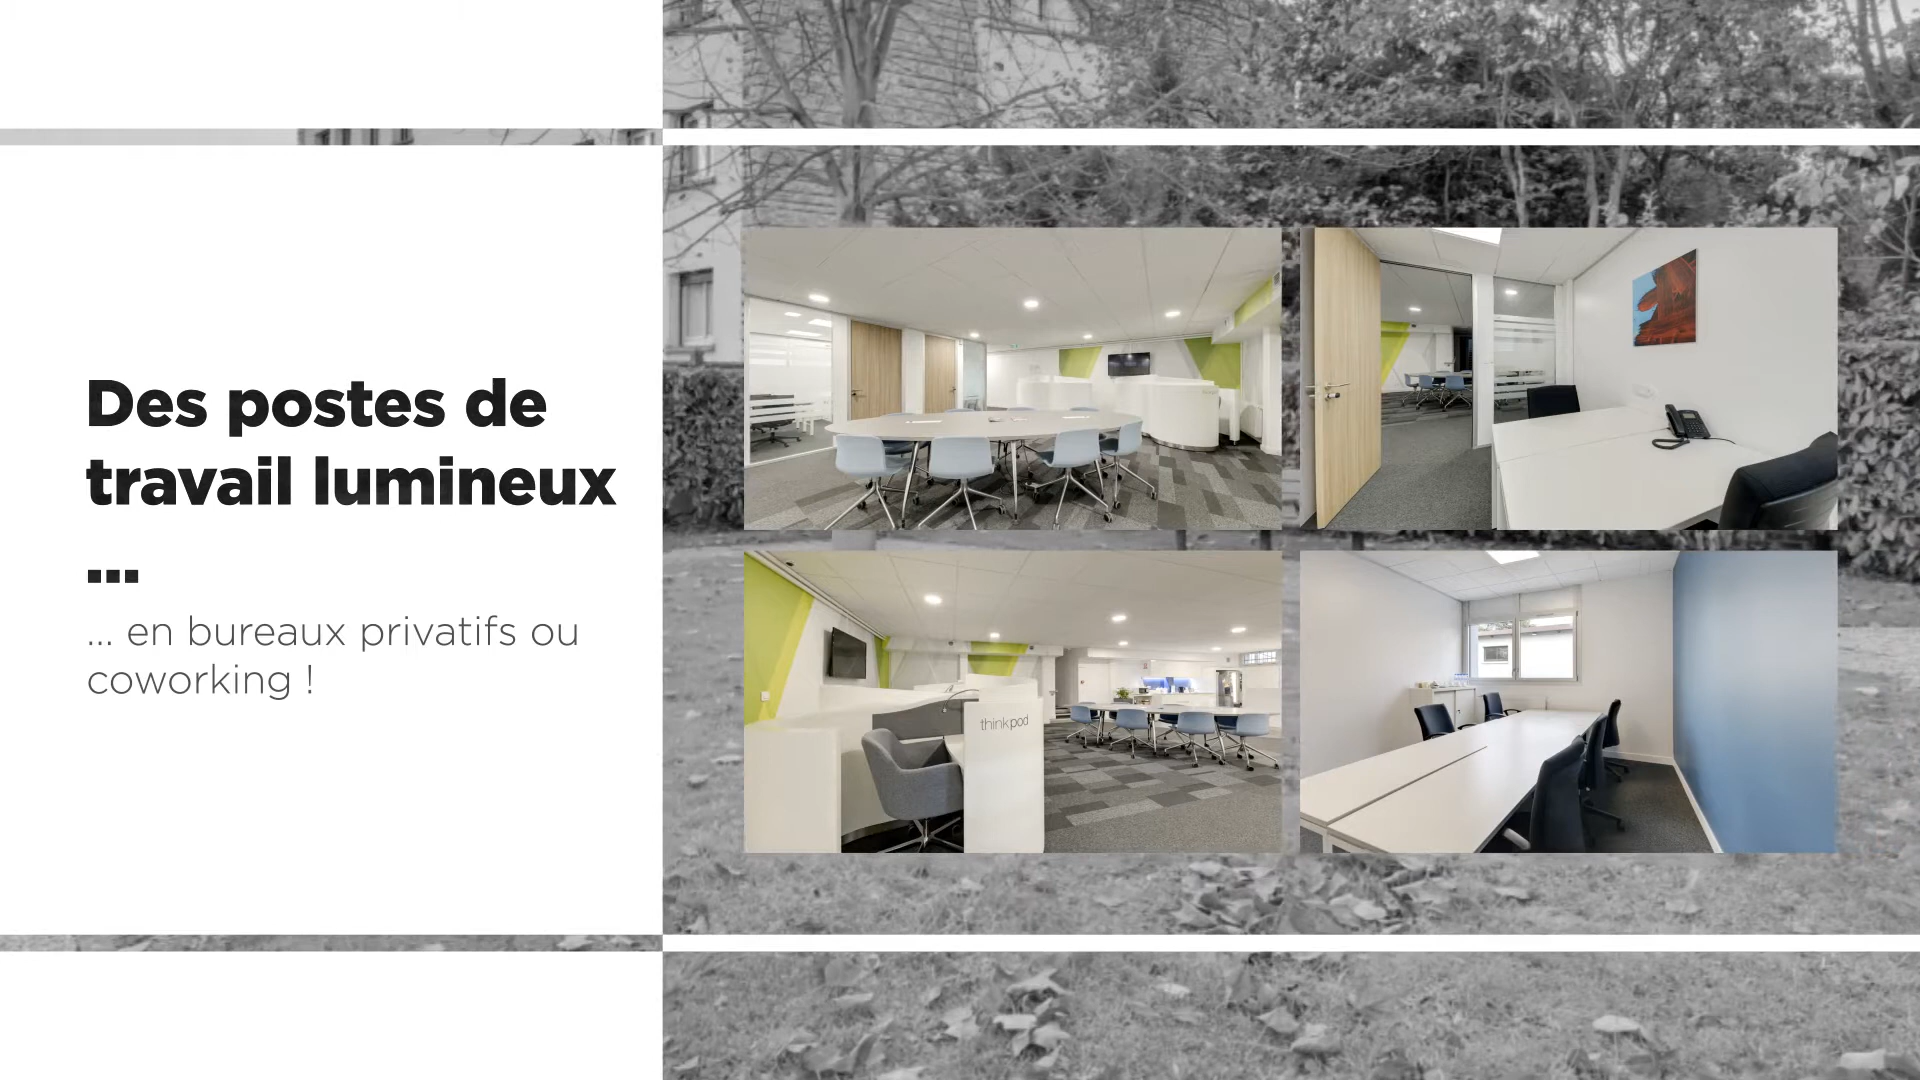 Des postes de
travail lumineux
...
... en bureaux privatifs ou
coworking !
thinkpod